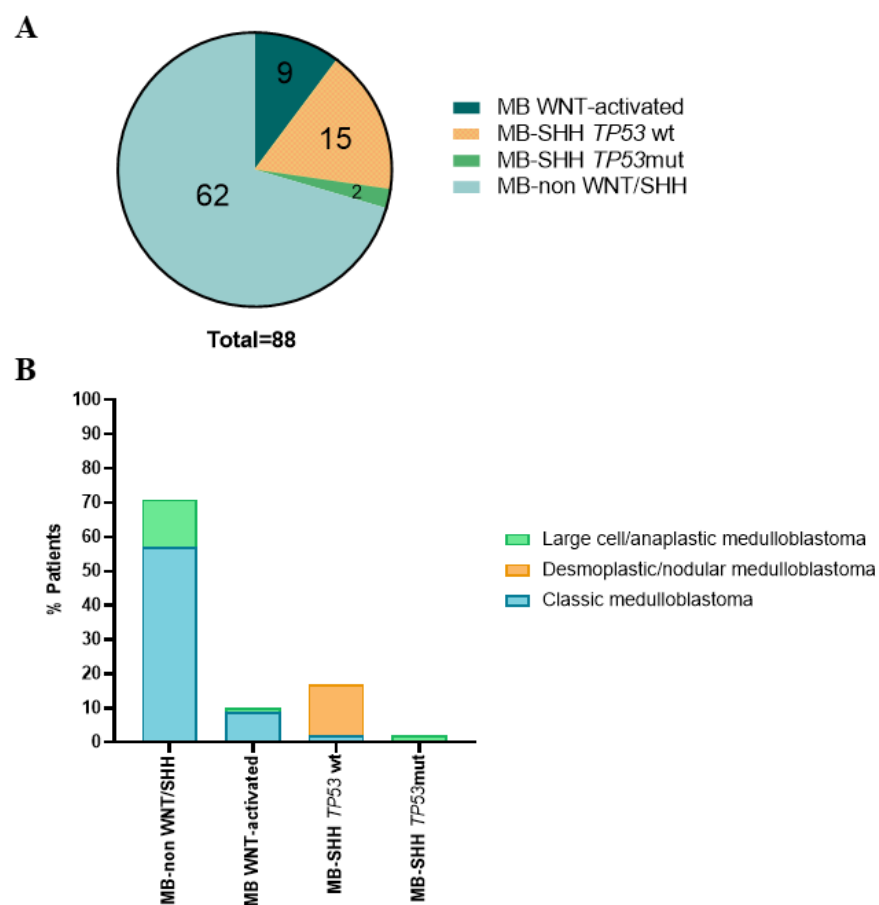 A
9
15
2
62
MB WNT-activated
MB-SHH TP53 wt
MB-SHH TP53mut
MB-non WNT/SHH
Total=88
B
100
90
80
70
60
50
40
30
20
10
0
% Patients
Large cell/anaplastic medulloblastoma
Desmoplastic/nodular medulloblastoma
Classic medulloblastoma
MB-non WNT/SHH
MB WNT-activated
MB-SHH TP53 wt
MB-SHH TP53mut